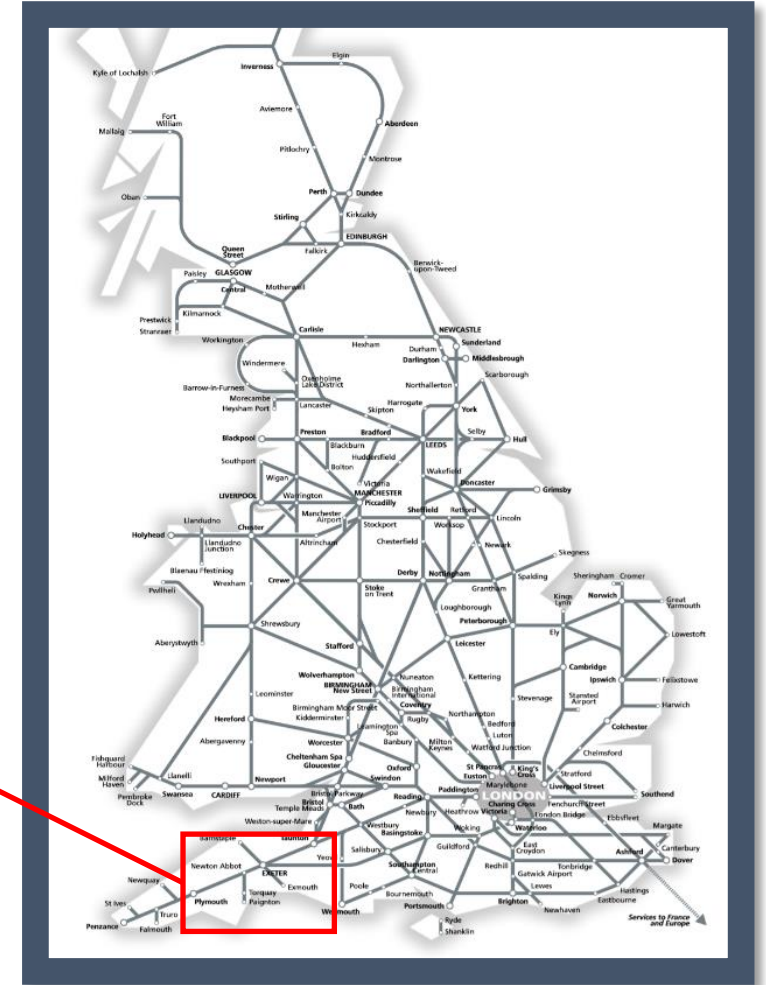 Elgin
Inverness
Kyle of Lochalsh
Aviemore
Fort
William
Mallaig
Aberdeen
Pitlochry
Montrose
Perth
Dundee
Oban
Stirling
Kirkcaldy
EDINBURGH
Queen
Street
Falkirk
Berwick-
upon-Tweed
Paisley
GLASGOW
Central
Motherwell
Prestwick
Kilmarnock
Stranraer
Carlisle
NEWCASTLE
Workington
Hexham
Sunderland
Durham
Darlington
Middlesbrough
Windermere
Oxenholme
Lake District
Scarborough
Barrow-in-Furness
Northallerton
Morecambe
Heysham Port
Lancaster
Harrogate
York
Skipton
Blackpool
Preston
Bradford
Selby
Hull
Blackburn
LEEDS
Huddersfield
Southport
Bolton
Wakefield
Wigan
Victoria
MANCHESTER
Piccadilly
Doncaster
Grimsby
LIVERPOOL
Warrington
Sheffield
Retford
Llandudno
Manchester
Airport
Stockport
Worksop
Lincoln
Holyhead
Chester
Llandudno
Junction
Altrincham
Chesterfield
Newark
Skegness
Blaenau Ffestiniog
Derby
Nottingham
Pwllheli
Wrexham
Crewe
Stoke
on Trent
Grantham
Spalding
Sheringham
Cromer
Kings
Lynn
Norwich
Great
Yarmouth
Loughborough
Peterborough
Aberystwyth
Shrewsbury
Stafford
Leicester
Ely
Lowestoft
Wolverhampton
BIRMINGHAM
New Street
Nuneaton
Birmingham
International
Kettering
Cambridge
Ipswich
Felixstowe
Leominster
Birmingham Moor Street
Coventry
Stevenage
Stansted
Airport
Harwich
Kidderminster
Rugby
Northampton
Hereford
Leamington
Spa
Bedford
Colchester
Abergavenny
Worcester
Banbury
Milton
Keynes
Luton
Watford Junction
Chelmsford
Fishguard
Harbour
Cheltenham Spa
Gloucester
Oxford
St Pancras
Euston
King's
Cross
Stratford
Milford
Haven
Llanelli
Newport
Swindon
Marylebone
Liverpool Street
Pembroke
Dock
Swansea
CARDIFF
Bristol Parkway
Reading
Paddington
LONDON
Southend
Bristol
Temple Meads
Bath
Newbury
Heathrow
Charing Cross
Victoria
Fenchurch Street
London Bridge
Ebbsfleet
Weston-super-Mare
Westbury
Basingstoke
Woking
Waterloo
Margate
Barnstaple
Taunton
Salisbury
Guildford
East
Croydon
Canterbury
Ashford
Dover
Newton Abbot
EXETER
Southampton
Central
Redhill
Tonbridge
Gatwick Airport
Newquay
Exmouth
Poole
Bournemouth
Lewes
Hastings
Eastbourne
St Ives
Plymouth
Torquay
Paignton
Weymouth
Portsmouth
Brighton
Newhaven
Truro
Penzance
Falmouth
Ryde
Shanklin
Services to France
and Europe